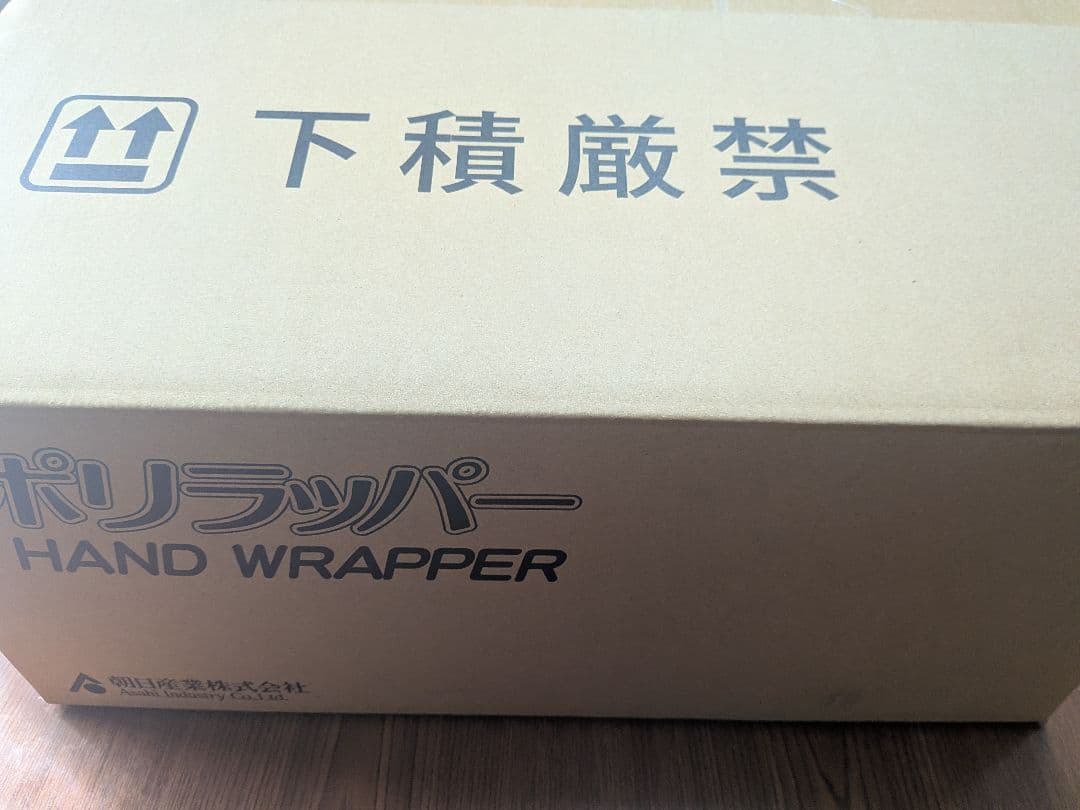 下積厳禁
ポリラッパー
HAND WRAPPER
朝日産業株式会社
Asahi Industry Co.,Ltd.